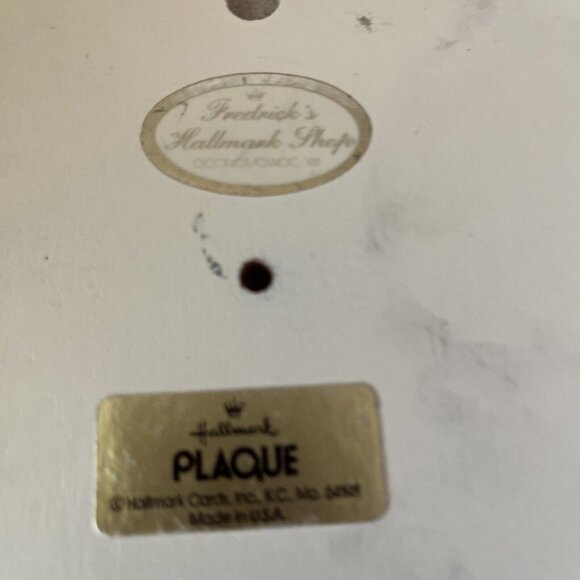 Fredrick's
Hallmark Shop
OCONOMOWOC, WI
Hallmark
PLAQUE
© Hallmark Cards, Inc., K.C., Mo. 64141
Made in U.S.A.